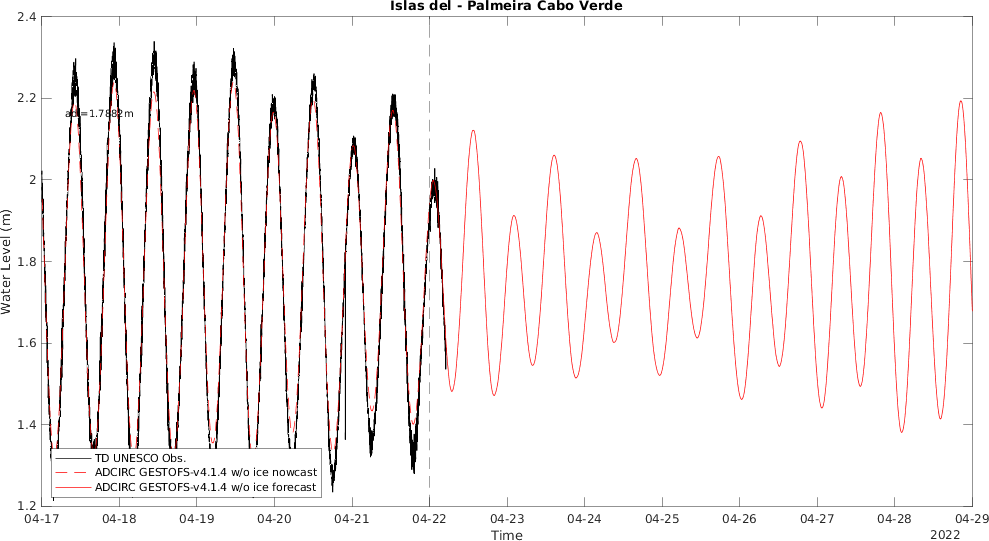 Islas del - Palmeira Cabo Verde
2.4
2.2
2
1.8
1.6
1.4
1.2
Water Level (m)
adj=1.7882m
TD UNESCO Obs.
ADCIRC GESTOFS-v4.1.4 w/o ice nowcast
ADCIRC GESTOFS-v4.1.4 w/o ice forecast
04-17 04-18 04-19 04-20 04-21 04-22 04-23 04-24 04-25 04-26 04-27 04-28 04-29
Time
2022